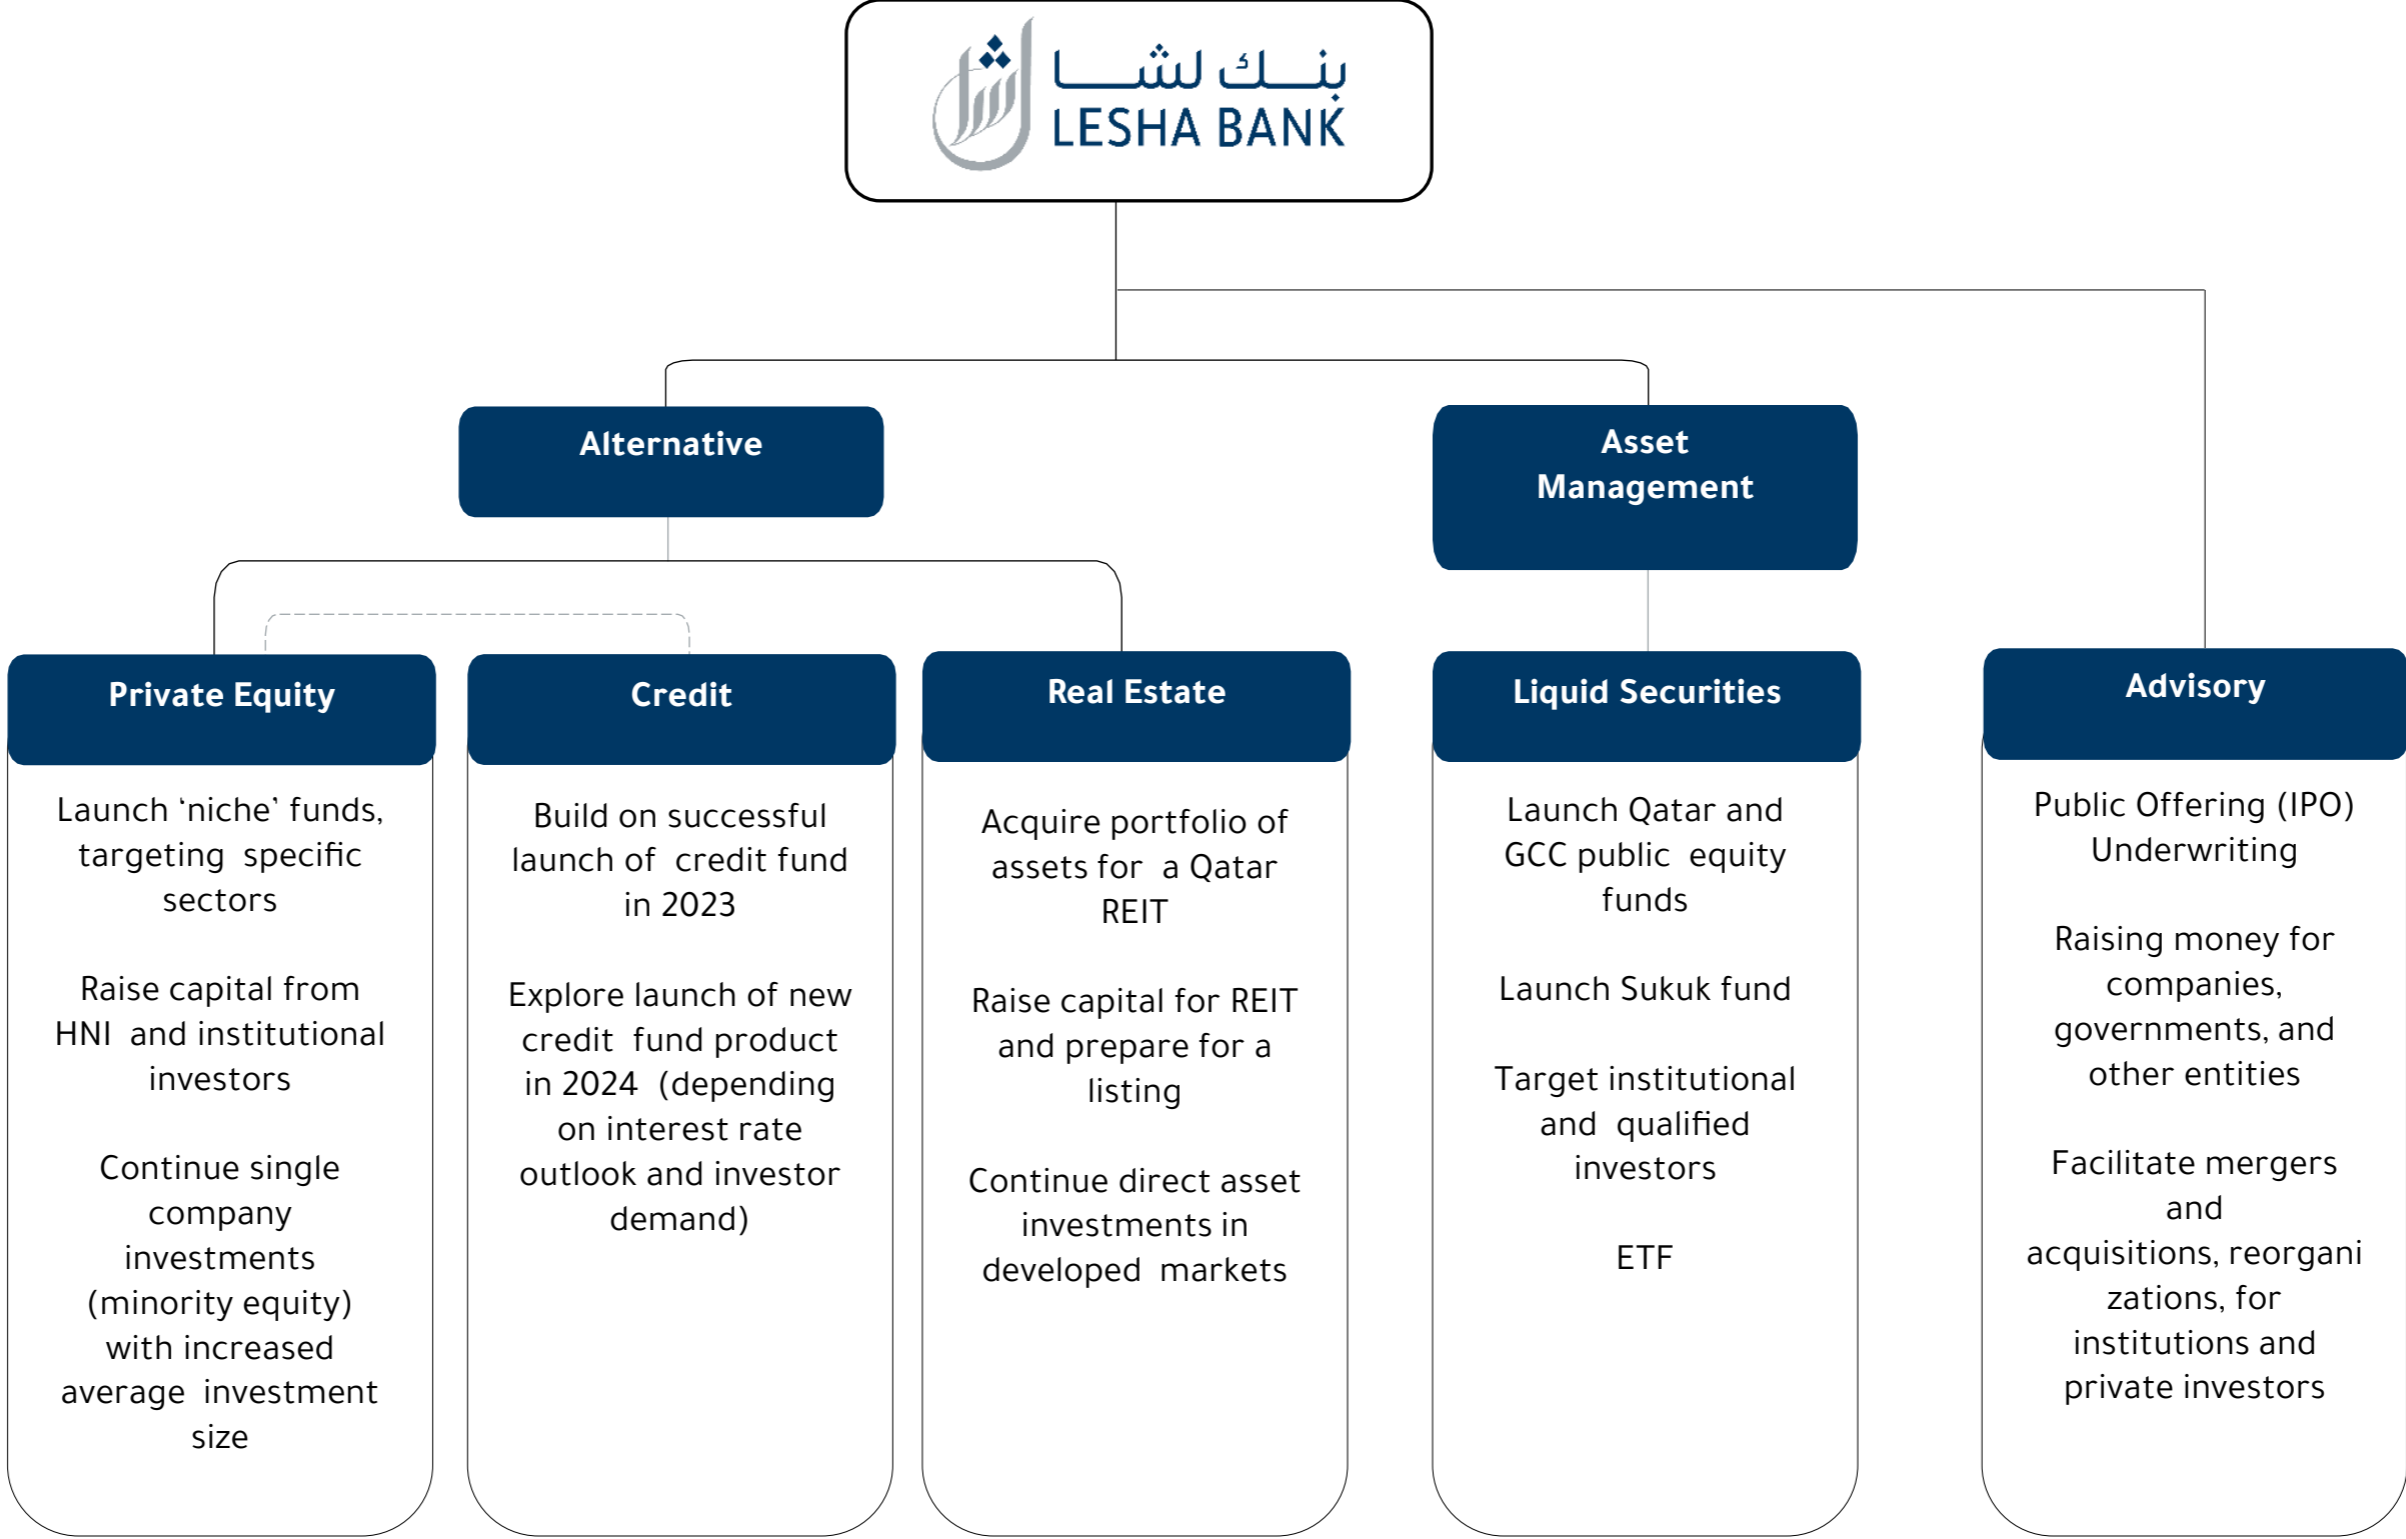 بنك لشا
LESHA BANK
Alternative
Asset
Management
Private Equity
Launch ‘niche’ funds,
targeting specific
sectors
Raise capital from
HNI and institutional
investors
Continue single
company
investments
(minority equity)
with increased
average investment
size
Credit
Build on successful
launch of credit fund
in 2023
Explore launch of new
credit fund product
in 2024 (depending
on interest rate
outlook and investor
demand)
Real Estate
Acquire portfolio of
assets for a Qatar
REIT
Raise capital for REIT
and prepare for a
listing
Continue direct asset
investments in
developed markets
Liquid Securities
Launch Qatar and
GCC public equity
funds
Launch Sukuk fund
Target institutional
and qualified
investors
ETF
Advisory
Public Offering (IPO)
Underwriting
Raising money for
companies,
governments, and
other entities
Facilitate mergers
and
acquisitions, reorgani
zations, for
institutions and
private investors